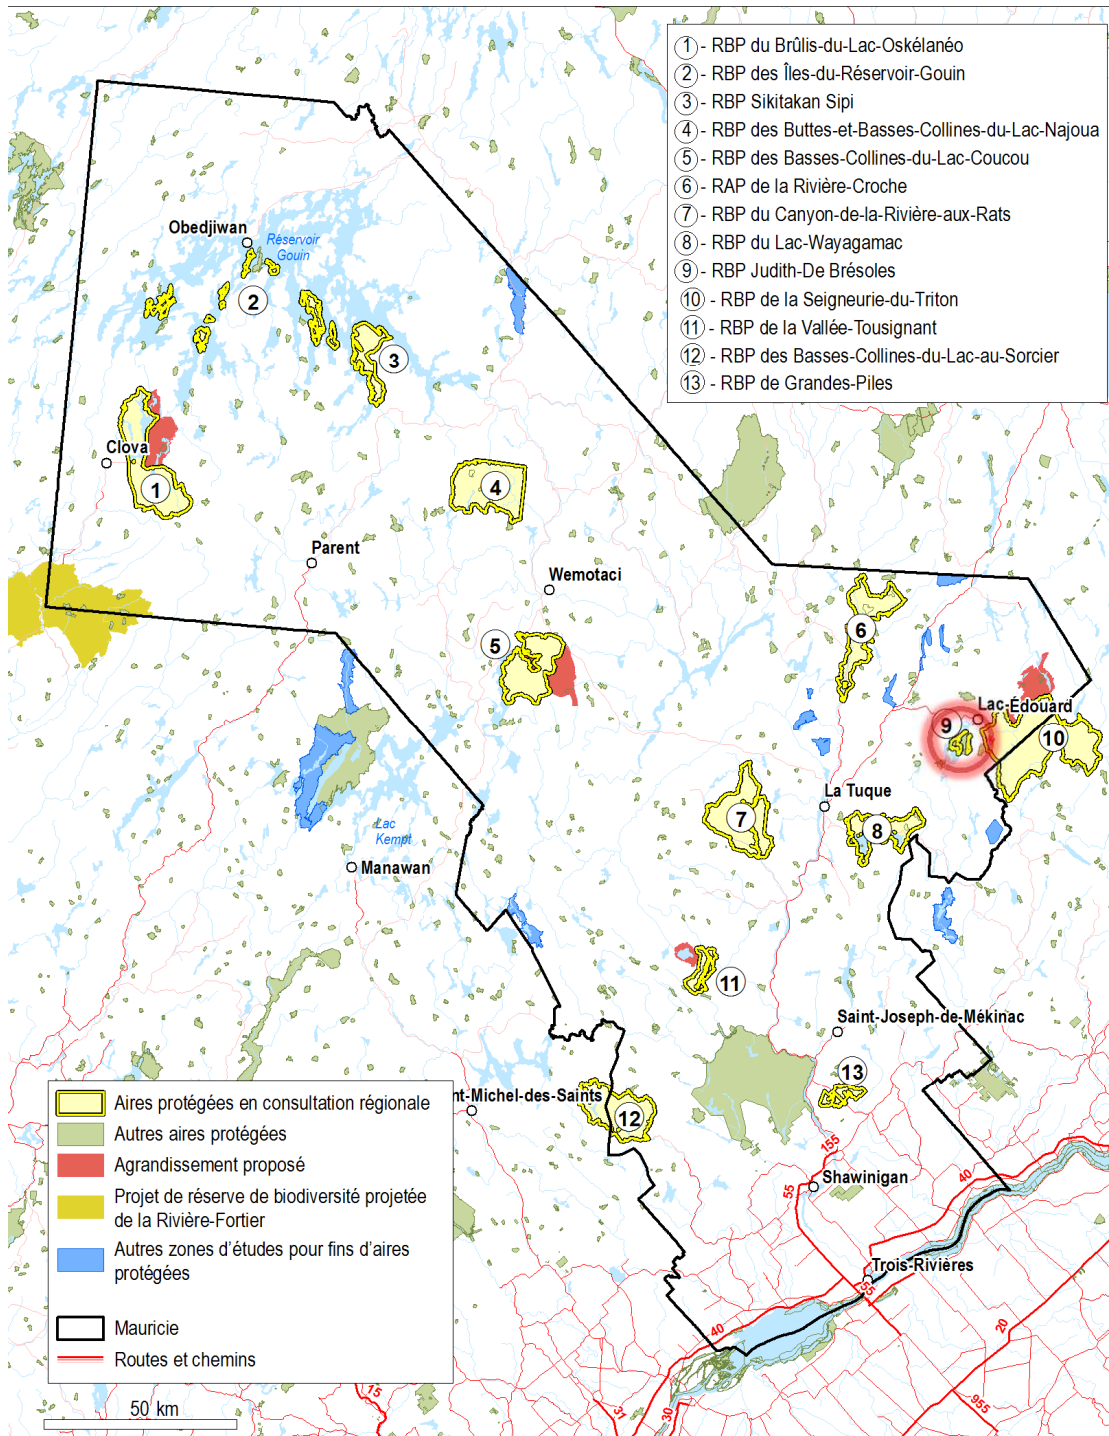 1 - RBP du Brûlis-du-Lac-Oskélanéo
2 - RBP des Îles-du-Réservoir-Gouin
3 - RBP Sikitakan Sipi
4 - RBP des Buttes-et-Basses-Collines-du-Lac-Najoua
5 - RBP des Basses-Collines-du-Lac-Coucou
6 - RAP de la Rivière-Croche
7 - RBP du Canyon-de-la-Rivière-aux-Rats
8 - RBP du Lac-Wayagamac
9 - RBP Judith-De Brésoles
10 - RBP de la Seigneurie-du-Triton
11 - RBP de la Vallée-Tousignant
12 - RBP des Basses-Collines-du-Lac-au-Sorcier
13 - RBP de Grandes-Piles
Obedjiwan
Réservoir
Gouin
2
3
Clova
1
4
Parent
Wemotaci
5
6
9
Lac-Édouard
10
La Tuque
7
8
Lac
Kempt
Manawan
11
Saint-Joseph-de-Mékinac
13
nt-Michel-des-Saints
12
155
55
Shawinigan
40
Trois-Rivières
55
40
20
955
30
31
15
Aires protégées en consultation régionale
Autres aires protégées
Agrandissement proposé
Projet de réserve de biodiversité projetée
de la Rivière-Fortier
Autres zones d'études pour fins d'aires
protégées
Mauricie
Routes et chemins
50 km